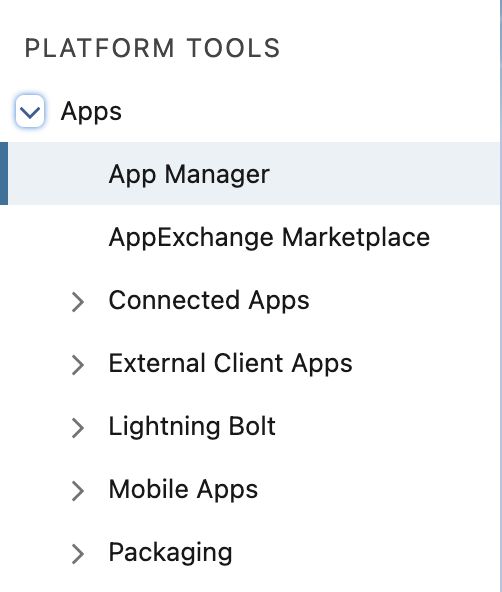 PLATFORM TOOLS
Apps
App Manager
AppExchange Marketplace
Connected Apps
External Client Apps
Lightning Bolt
Mobile Apps
Packaging